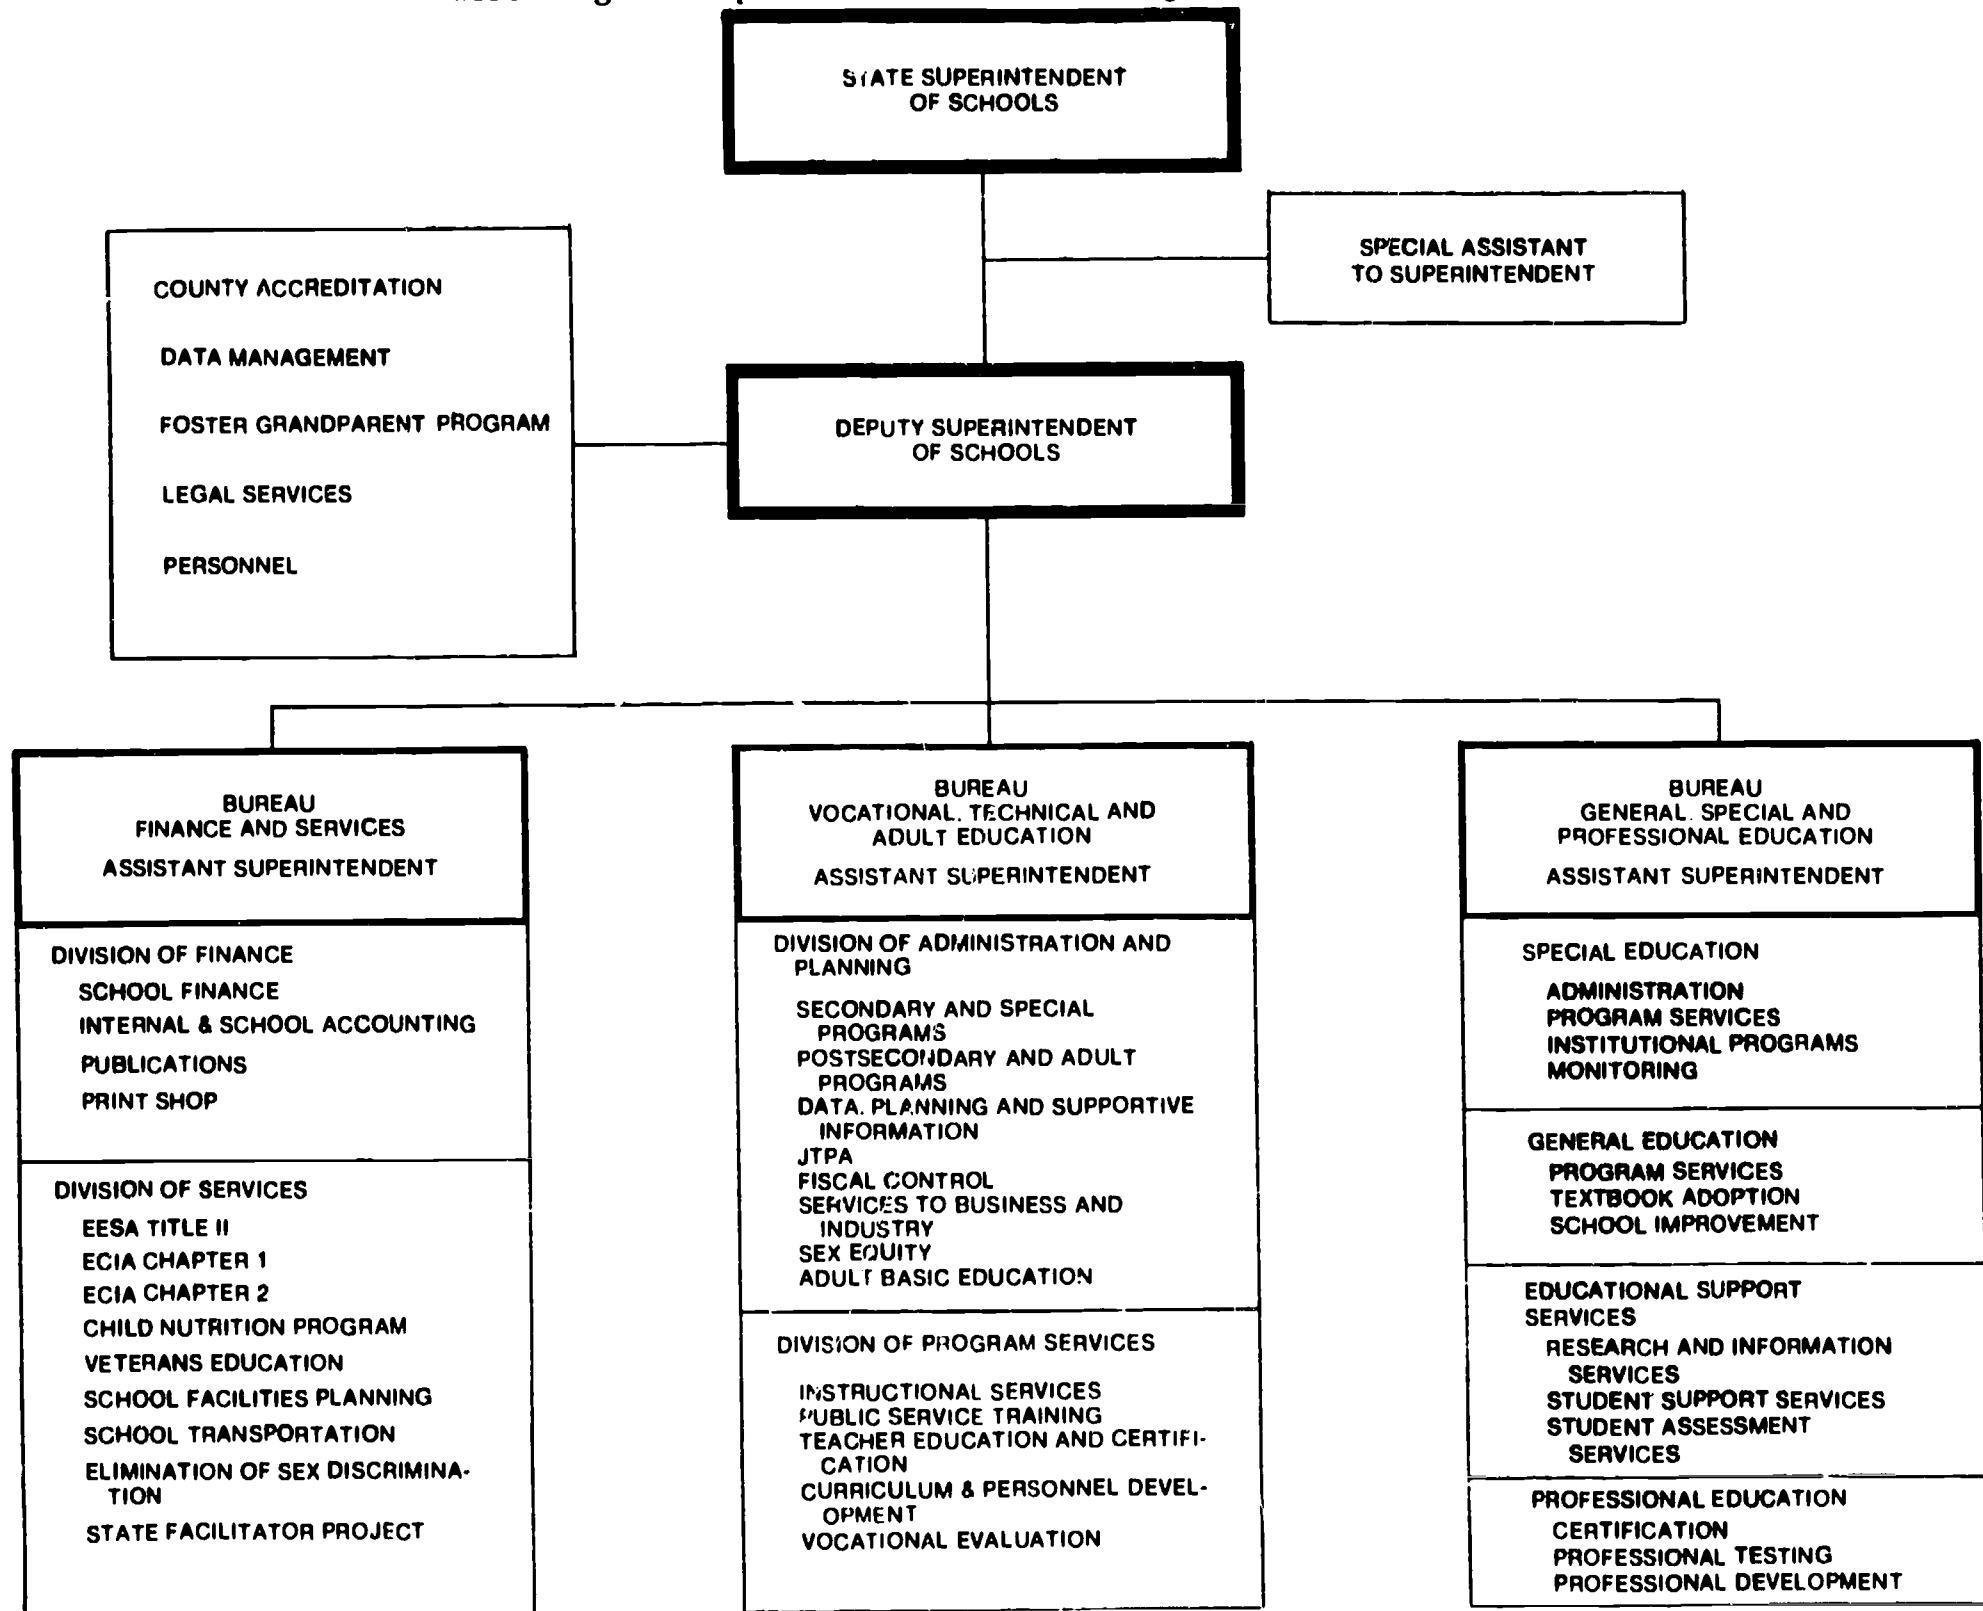 STATE SUPERINTENDENT
OF SCHOOLS
SPECIAL ASSISTANT
TO SUPERINTENDENT
COUNTY ACCREDITATION
DATA MANAGEMENT
FOSTER GRANDPARENT PROGRAM
LEGAL SERVICES
PERSONNEL
DEPUTY SUPERINTENDENT
OF SCHOOLS
BUREAU
FINANCE AND SERVICES
ASSISTANT SUPERINTENDENT
DIVISION OF FINANCE
SCHOOL FINANCE
INTERNAL & SCHOOL ACCOUNTING
PUBLICATIONS
PRINT SHOP
DIVISION OF SERVICES
EESA TITLE II
ECIA CHAPTER 1
ECIA CHAPTER 2
CHILD NUTRITION PROGRAM
VETERANS EDUCATION
SCHOOL FACILITIES PLANNING
SCHOOL TRANSPORTATION
ELIMINATION OF SEX DISCRIMINA-
TION
STATE FACILITATOR PROJECT
BUREAU
VOCATIONAL, TECHNICAL AND
ADULT EDUCATION
ASSISTANT SUPERINTENDENT
DIVISION OF ADMINISTRATION AND
PLANNING
SECONDARY AND SPECIAL
PROGRAMS
POSTSECONDARY AND ADULT
PROGRAMS
DATA, PLANNING AND SUPPORTIVE
INFORMATION
JTPA
FISCAL CONTROL
SERVICES TO BUSINESS AND
INDUSTRY
SEX EQUITY
ADULT BASIC EDUCATION
DIVISION OF PROGRAM SERVICES
INSTRUCTIONAL SERVICES
PUBLIC SERVICE TRAINING
TEACHER EDUCATION AND CERTIFI-
CATION
CURRICULUM & PERSONNEL DEVEL-
OPMENT
VOCATIONAL EVALUATION
BUREAU
GENERAL, SPECIAL AND
PROFESSIONAL EDUCATION
ASSISTANT SUPERINTENDENT
SPECIAL EDUCATION
ADMINISTRATION
PROGRAM SERVICES
INSTITUTIONAL PROGRAMS
MONITORING
GENERAL EDUCATION
PROGRAM SERVICES
TEXTBOOK ADOPTION
SCHOOL IMPROVEMENT
EDUCATIONAL SUPPORT
SERVICES
RESEARCH AND INFORMATION
SERVICES
STUDENT SUPPORT SERVICES
STUDENT ASSESSMENT
SERVICES
PROFESSIONAL EDUCATION
CERTIFICATION
PROFESSIONAL TESTING
PROFESSIONAL DEVELOPMENT